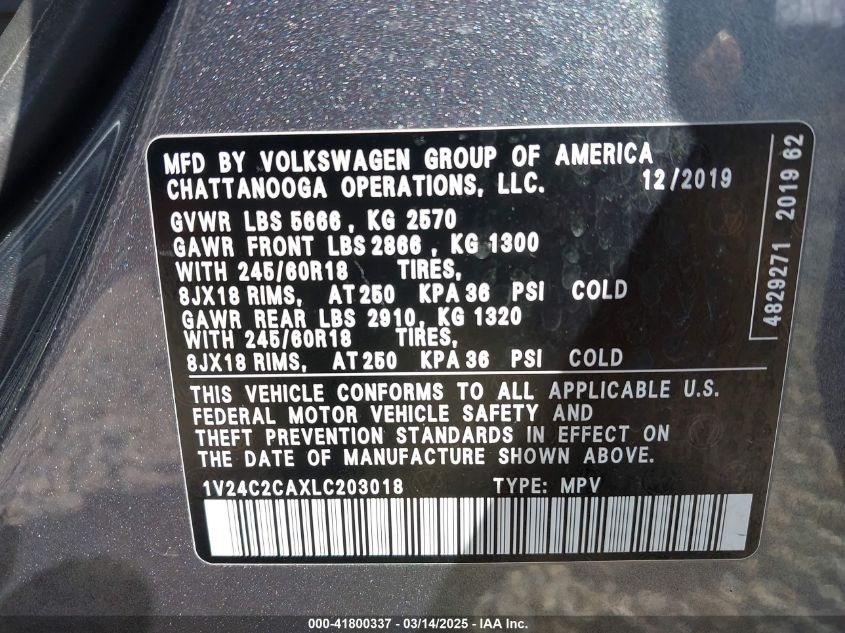 MFD BY VOLKSWAGEN GROUP OF AMERICA
CHATTANOOGA OPERATIONS, LLC. 12/2019
GVWR LBS 5666, KG 2570
GAWR FRONT LBS 2866, KG 1300
WITH 245/60R18 TIRES,
8JX18 RIMS, AT 250 KPA 36 PSI COLD
GAWR REAR LBS 2910, KG 1320
WITH 245/60R18 TIRES,
8JX18 RIMS, AT 250 KPA 36 PSI COLD
THIS VEHICLE CONFORMS TO ALL APPLICABLE U.S.
FEDERAL MOTOR VEHICLE SAFETY AND
THEFT PREVENTION STANDARDS IN EFFECT ON
THE DATE OF MANUFACTURE SHOWN ABOVE.
1V24C2CAXLC203018 TYPE: MPV
4829271 2019 62
000-41800337 - 03/14/2025 - IAA Inc.